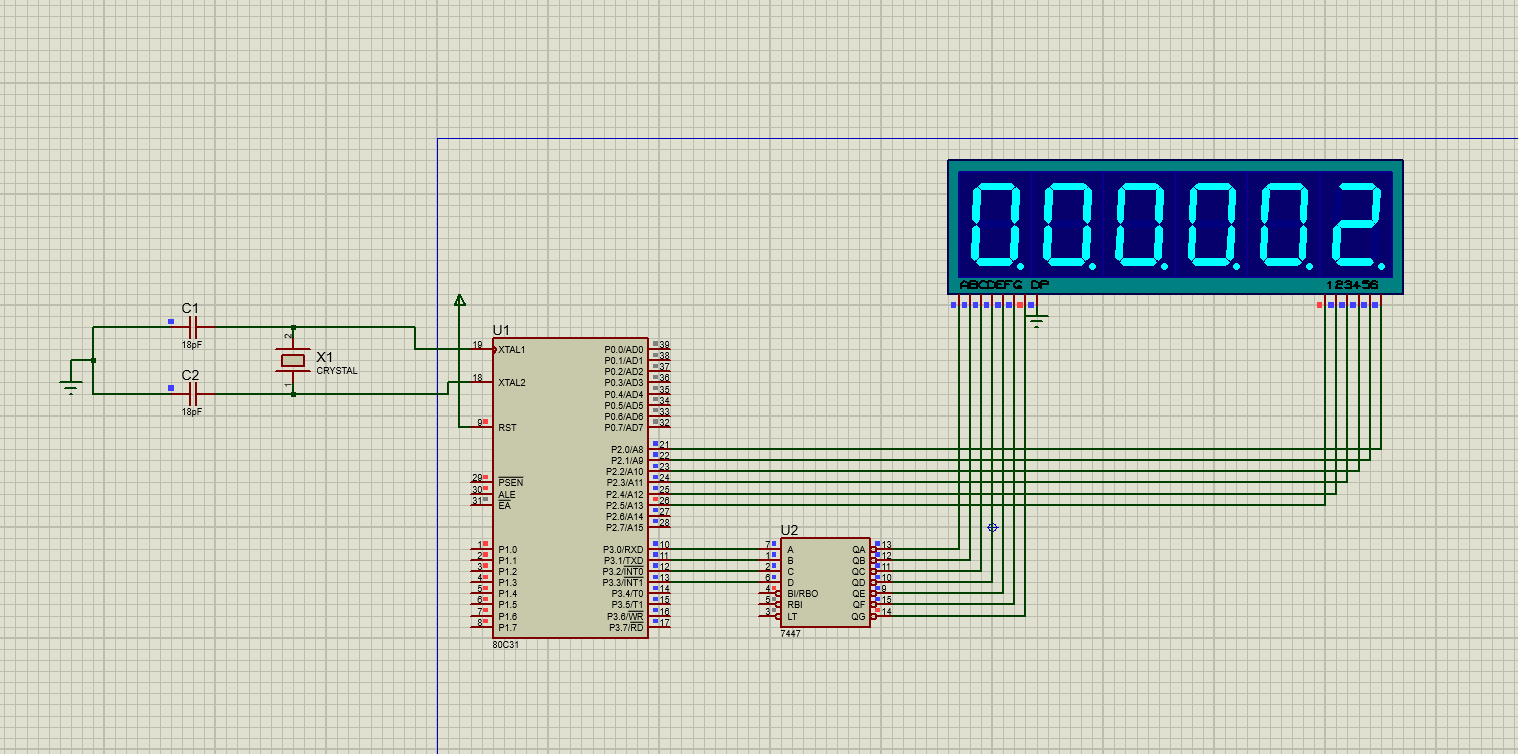 00.0002.
ABCDEFG DP
123456
C1
18pF
2
X1
CRYSTAL
1
C2
18pF
U1
19 XTAL1
18 XTAL2
9 RST
29 PSEN
30 ALE
31 EA
1 P1.0
2 P1.1
3 P1.2
4 P1.3
5 P1.4
6 P1.5
7 P1.6
8 P1.7
P0.0/AD0 39
P0.1/AD1 38
P0.2/AD2 37
P0.3/AD3 36
P0.4/AD4 35
P0.5/AD5 34
P0.6/AD6 33
P0.7/AD7 32
P2.0/A8 21
P2.1/A9 22
P2.2/A10 23
P2.3/A11 24
P2.4/A12 25
P2.5/A13 26
P2.6/A14 27
P2.7/A15 28
P3.0/RXD 10
P3.1/TXD 11
P3.2/INT0 12
P3.3/INT1 13
P3.4/T0 14
P3.5/T1 15
P3.6/WR 16
P3.7/RD 17
80C31
U2
7 A QA 13
1 B QB 12
2 C QC 11
6 D QD 10
4 BI/RBO QE 9
5 RBI QF 15
3 LT QG 14
7447